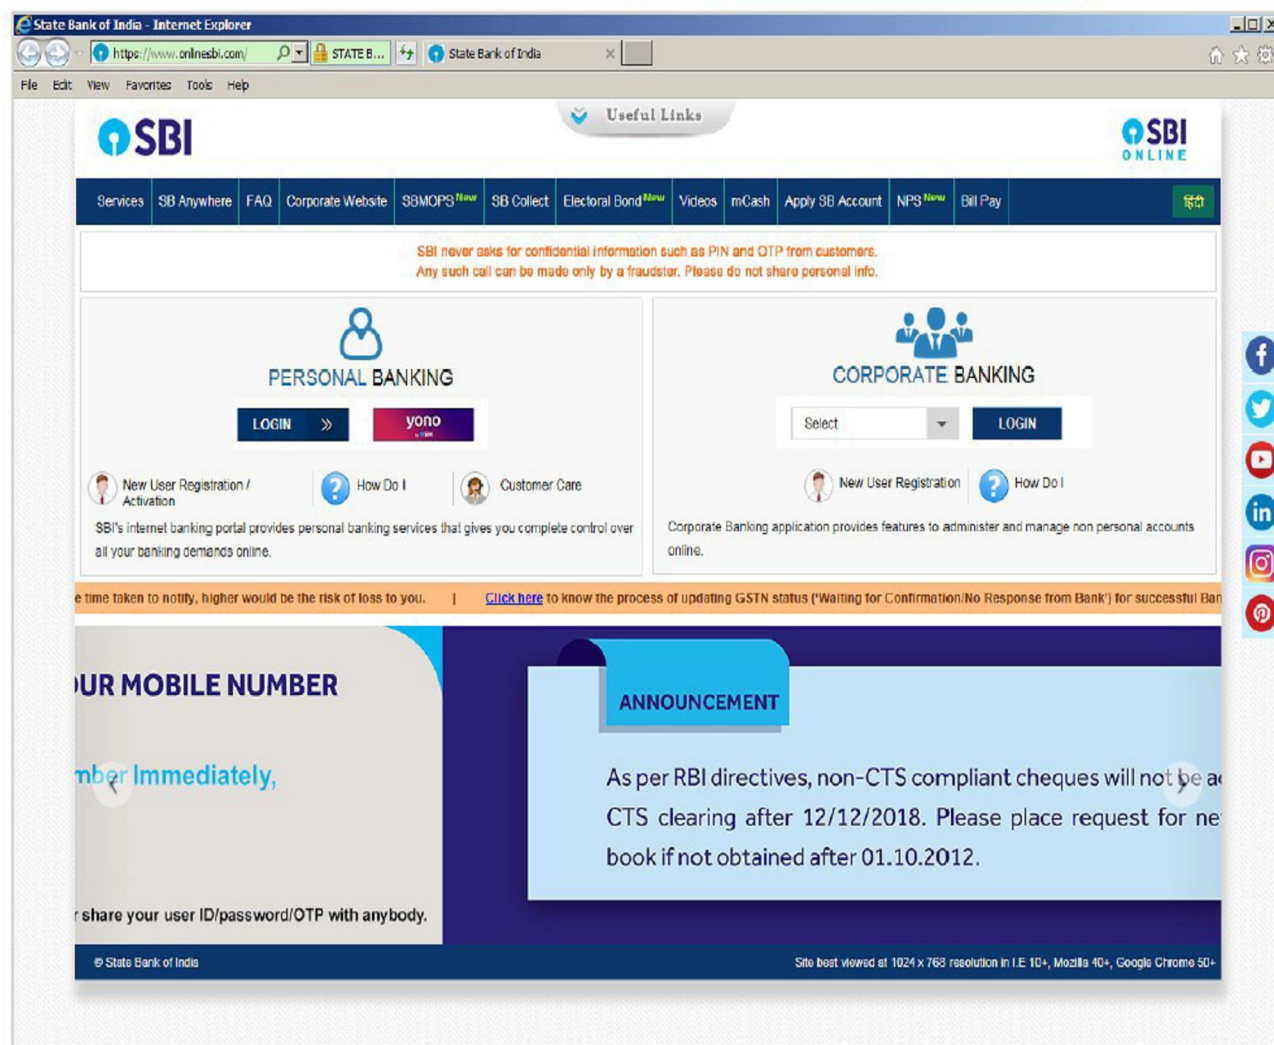 State Bank of India - Internet Explorer
https://www.onlinesbi.com/ STATE B... State Bank of India
File Edit View Favorites Tools Help
Useful Links
SBI
SBI
ONLINE
Services SB Anywhere FAQ Corporate Website SBMOPS New SB Collect Electoral Bond New Videos mCash Apply SB Account NPS New Bill Pay हिंदी
SBI never asks for confidential information such as PIN and OTP from customers.
Any such call can be made only by a fraudster. Please do not share personal info.
PERSONAL BANKING
LOGIN
yono
New User Registration /
Activation
How Do I
Customer Care
SBI's internet banking portal provides personal banking services that gives you complete control over
all your banking demands online.
CORPORATE BANKING
Select
LOGIN
New User Registration
How Do I
Corporate Banking application provides features to administer and manage non personal accounts
online.
e time taken to notify, higher would be the risk of loss to you. | Click here to know the process of updating GSTN status ('Waiting for Confirmation/No Response from Bank') for successful Ban
OUR MOBILE NUMBER
mber Immediately,
r share your user ID/password/OTP with anybody.
ANNOUNCEMENT
As per RBI directives, non-CTS compliant cheques will not be ac
CTS clearing after 12/12/2018. Please place request for ne
book if not obtained after 01.10.2012.
© State Bank of India
Site best viewed at 1024 x 768 resolution in I.E 10+, Mozilla 40+, Google Chrome 50+